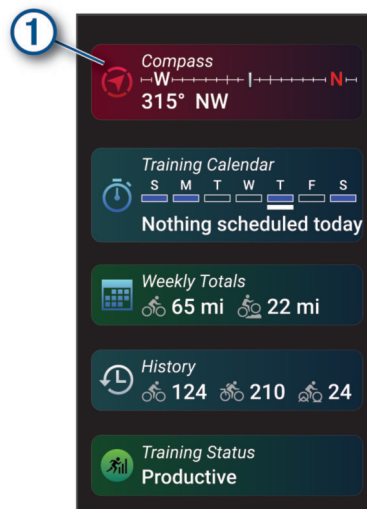 1
Compass
W N
315° NW
Training Calendar
S M T W T F S
Nothing scheduled today
Weekly Totals
65 mi 22 mi
History
124 210 24
Training Status
Productive